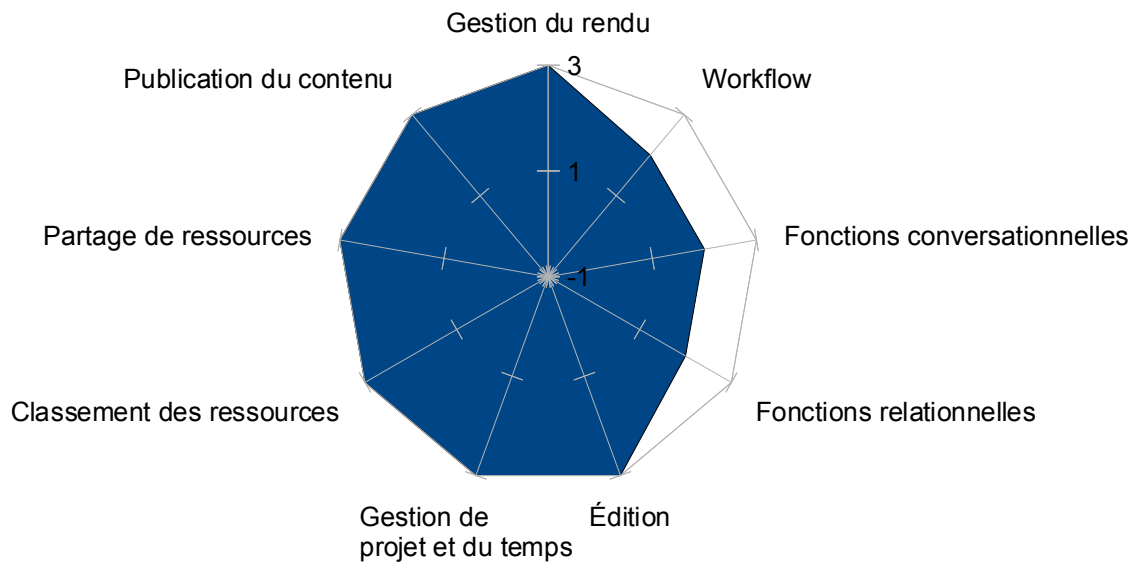 Gestion du rendu
3
Publication du contenu
Workflow
1
Partage de ressources
Fonctions conversationnelles
-1
Classement des ressources
Fonctions relationnelles
Gestion de
projet et du temps
Édition